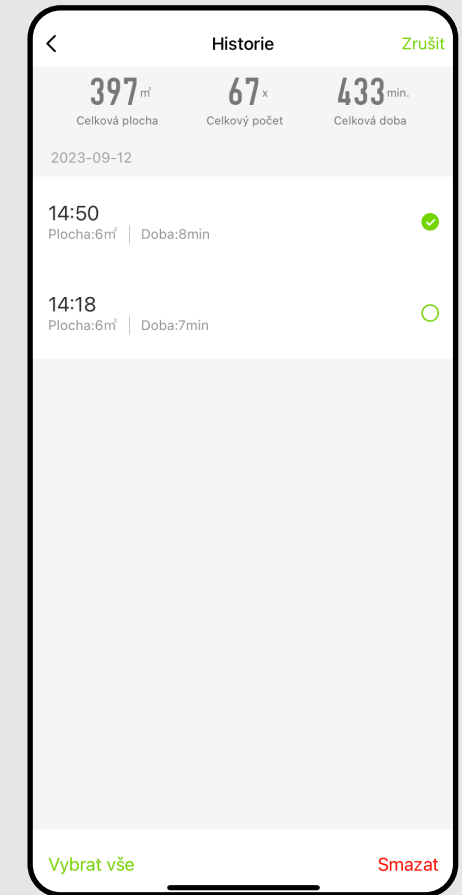 Historie Zrušit
397㎡ 67x 433min.
Celková plocha Celkový počet Celková doba
2023-09-12
14:50
Plocha:6㎡ | Doba:8min
14:18
Plocha:6㎡ | Doba:7min
Vybrat vše Smazat